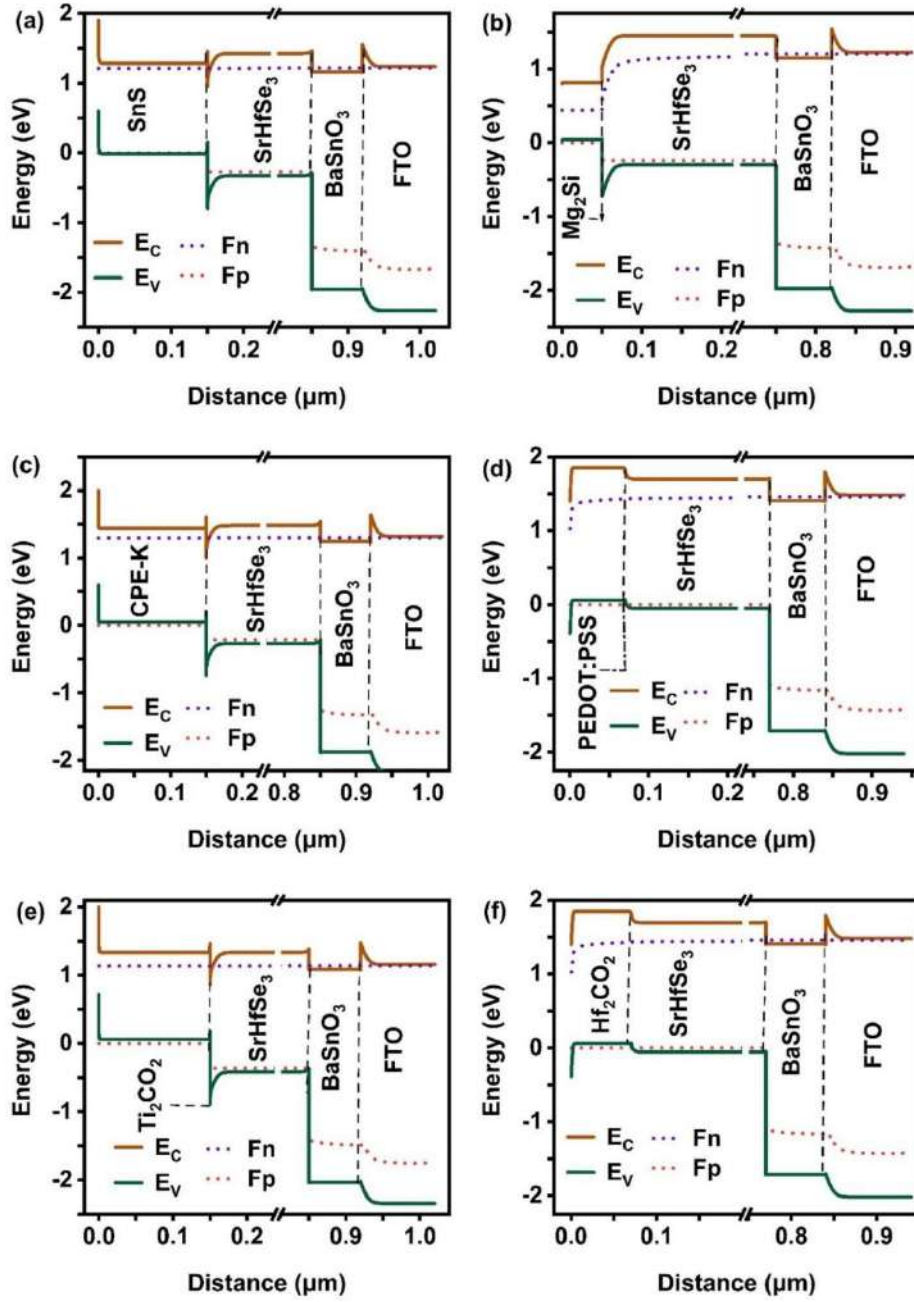 (a)
Energy (eV)
2
1
0
-1
-2
SnS
SrHfSe3
BaSnO3
FTO
EC
EV
Fn
Fp
0.0 0.1 0.2 0.9 1.0
Distance (µm)
(b)
Energy (eV)
2
1
0
-1
-2
Mg2Si
SrHfSe3
BaSnO3
FTO
EC
EV
Fn
Fp
0.0 0.1 0.2 0.8 0.9
Distance (µm)
(c)
Energy (eV)
2
1
0
-1
-2
CPE-K
SrHfSe3
BaSnO3
FTO
EC
EV
Fn
Fp
0.0 0.1 0.2 0.8 0.9 1.0
Distance (µm)
(d)
Energy (eV)
2
1
0
-1
-2
PEDOT:PSS
SrHfSe3
BaSnO3
FTO
EC
EV
Fn
Fp
0.0 0.1 0.2 0.8 0.9
Distance (µm)
(e)
Energy (eV)
2
1
0
-1
-2
Ti2CO2
SrHfSe3
BaSnO3
FTO
EC
EV
Fn
Fp
0.0 0.1 0.2 0.9 1.0
Distance (µm)
(f)
Energy (eV)
2
1
0
-1
-2
Hf2CO2
SrHfSe3
BaSnO3
FTO
EC
EV
Fn
Fp
0.0 0.1 0.8 0.9
Distance (µm)